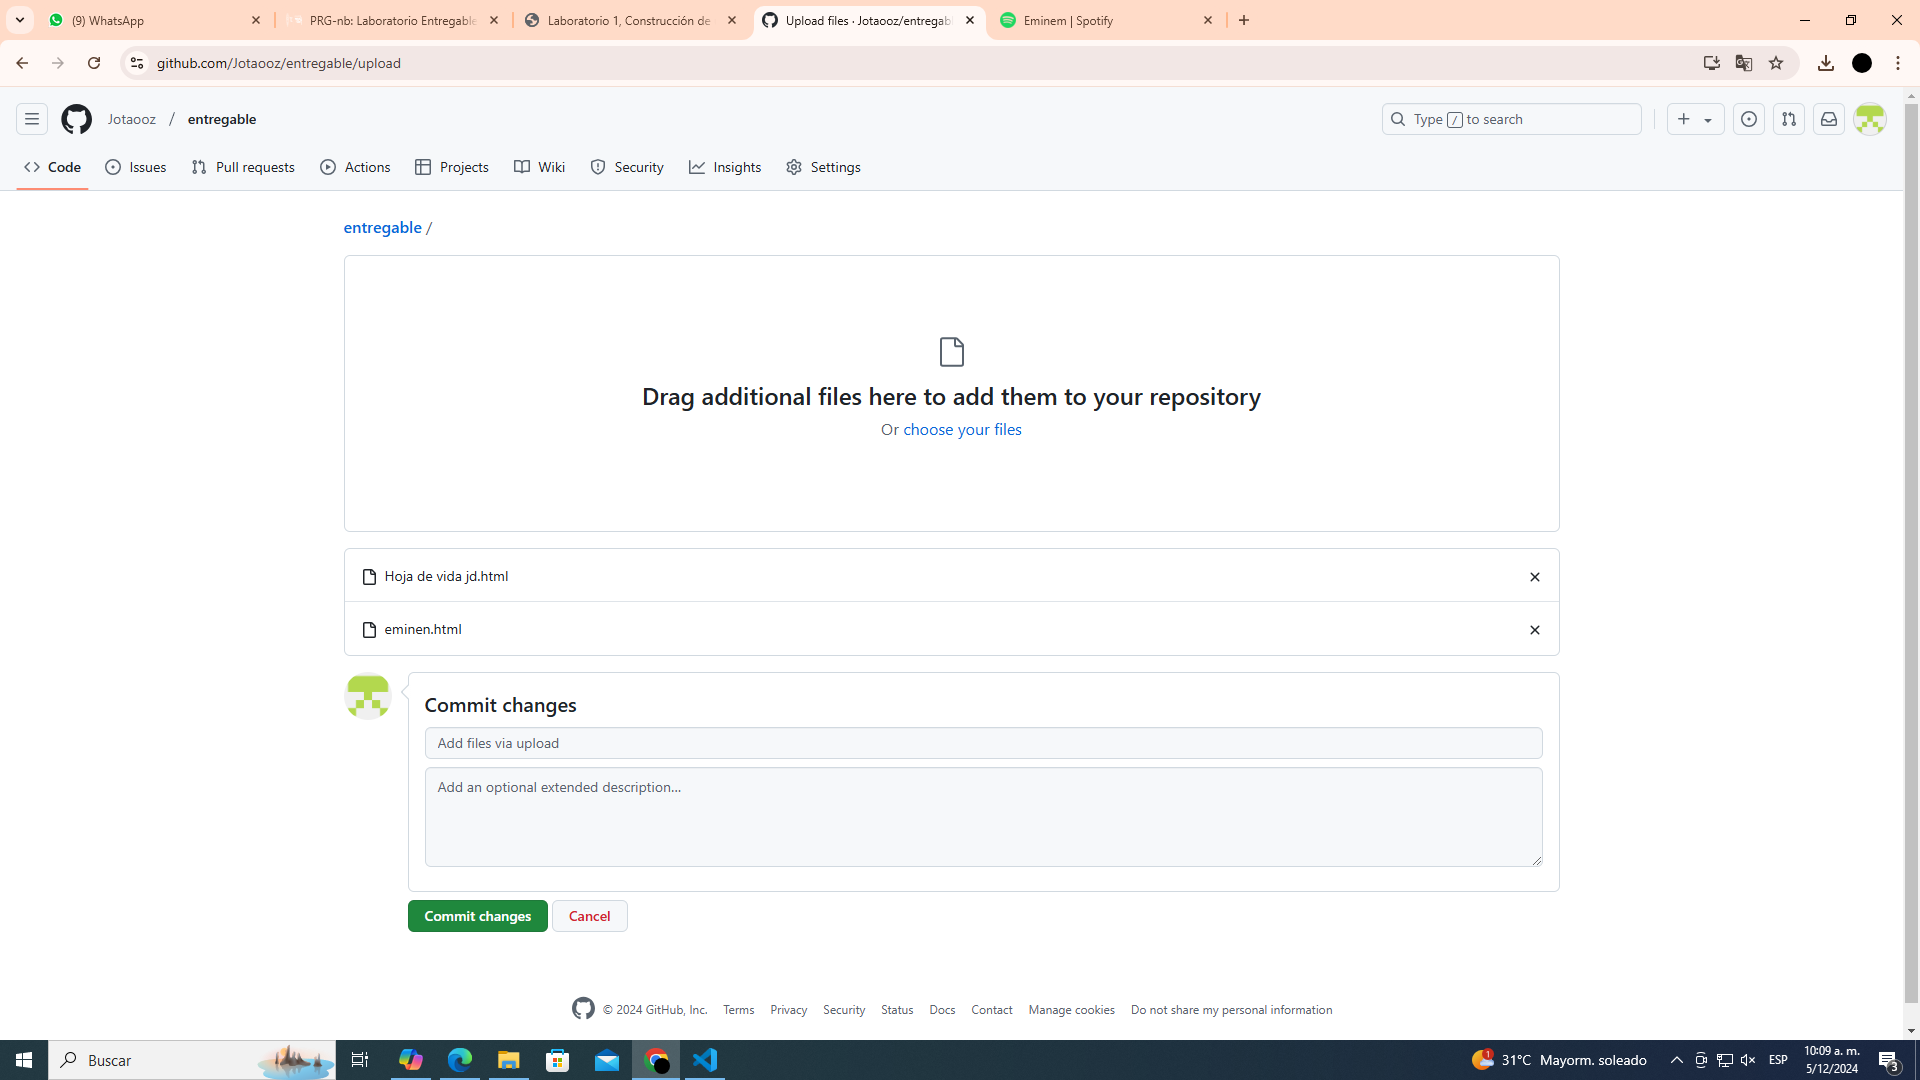 (9) WhatsApp
PRG-nb: Laboratorio Entregable
Laboratorio 1, Construcción de
Upload files · Jotaooz/entregabl
Eminem | Spotify
github.com/Jotaooz/entregable/upload
Jotaooz / entregable
Type / to search
Code
Issues
Pull requests
Actions
Projects
Wiki
Security
Insights
Settings
entregable /
Drag additional files here to add them to your repository
Or choose your files
Hoja de vida jd.html
eminen.html
Commit changes
Add files via upload
Add an optional extended description...
Commit changes
Cancel
© 2024 GitHub, Inc.
Terms
Privacy
Security
Status
Docs
Contact
Manage cookies
Do not share my personal information
Buscar
1
31°C Mayorm. soleado
ESP
10:09 a. m.
5/12/2024
3